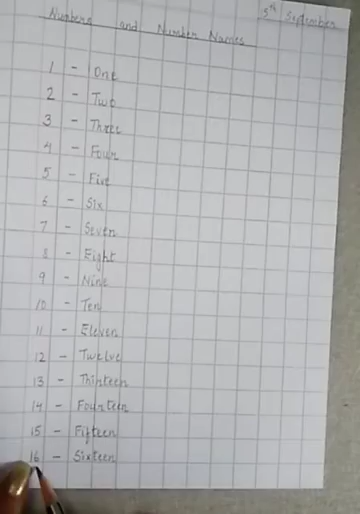 5th September
Numbers and Number Names
1 - One
2 - Two
3 - Three
4 - Four
5 - Five
6 - Six
7 - Seven
8 - Eight
9 - Nine
10 - Ten
11 - Eleven
12 - Twelve
13 - Thirteen
14 - Fourteen
15 - Fifteen
16 - Sixteen